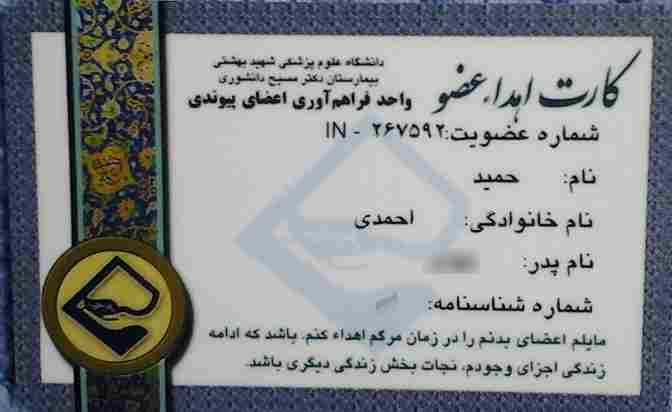 کارت اهداء عضو
دانشگاه علوم پزشکی شهید بهشتی
بیمارستان دکتر مسیح دانشوری
واحد فراهم‌آوری اعضای پیوندی
شماره عضویت: ۲۶۷۵۹۲ - IN
نام: حمید
نام خانوادگی: احمدی
نام پدر:
شماره شناسنامه:
مایلم اعضای بدنم را در زمان مرگم اهداء کنم. باشد که ادامه
زندگی اجزای وجودم، نجات بخش زندگی دیگری باشد.